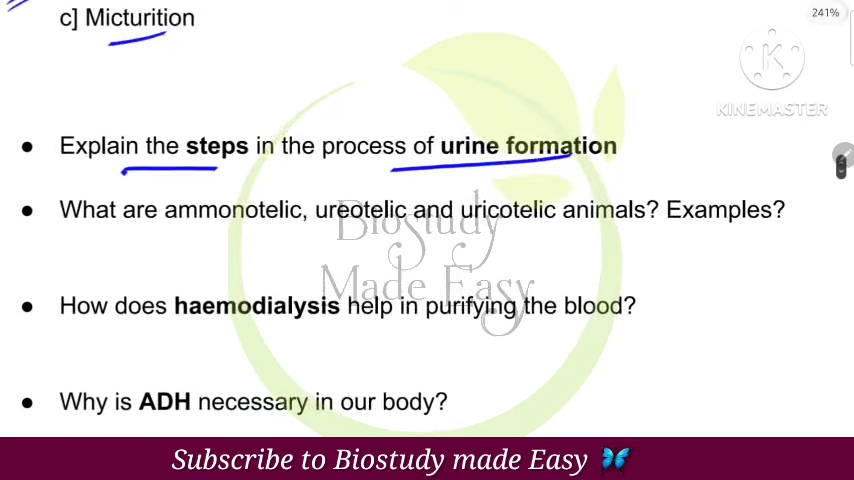 c] Micturition
241%
KINEMASTER
● Explain the steps in the process of urine formation
● What are ammonotelic, ureotelic and uricotelic animals? Examples?
Biostudy
Made Easy
● How does haemodialysis help in purifying the blood?
● Why is ADH necessary in our body?
Subscribe to Biostudy made Easy 🦋